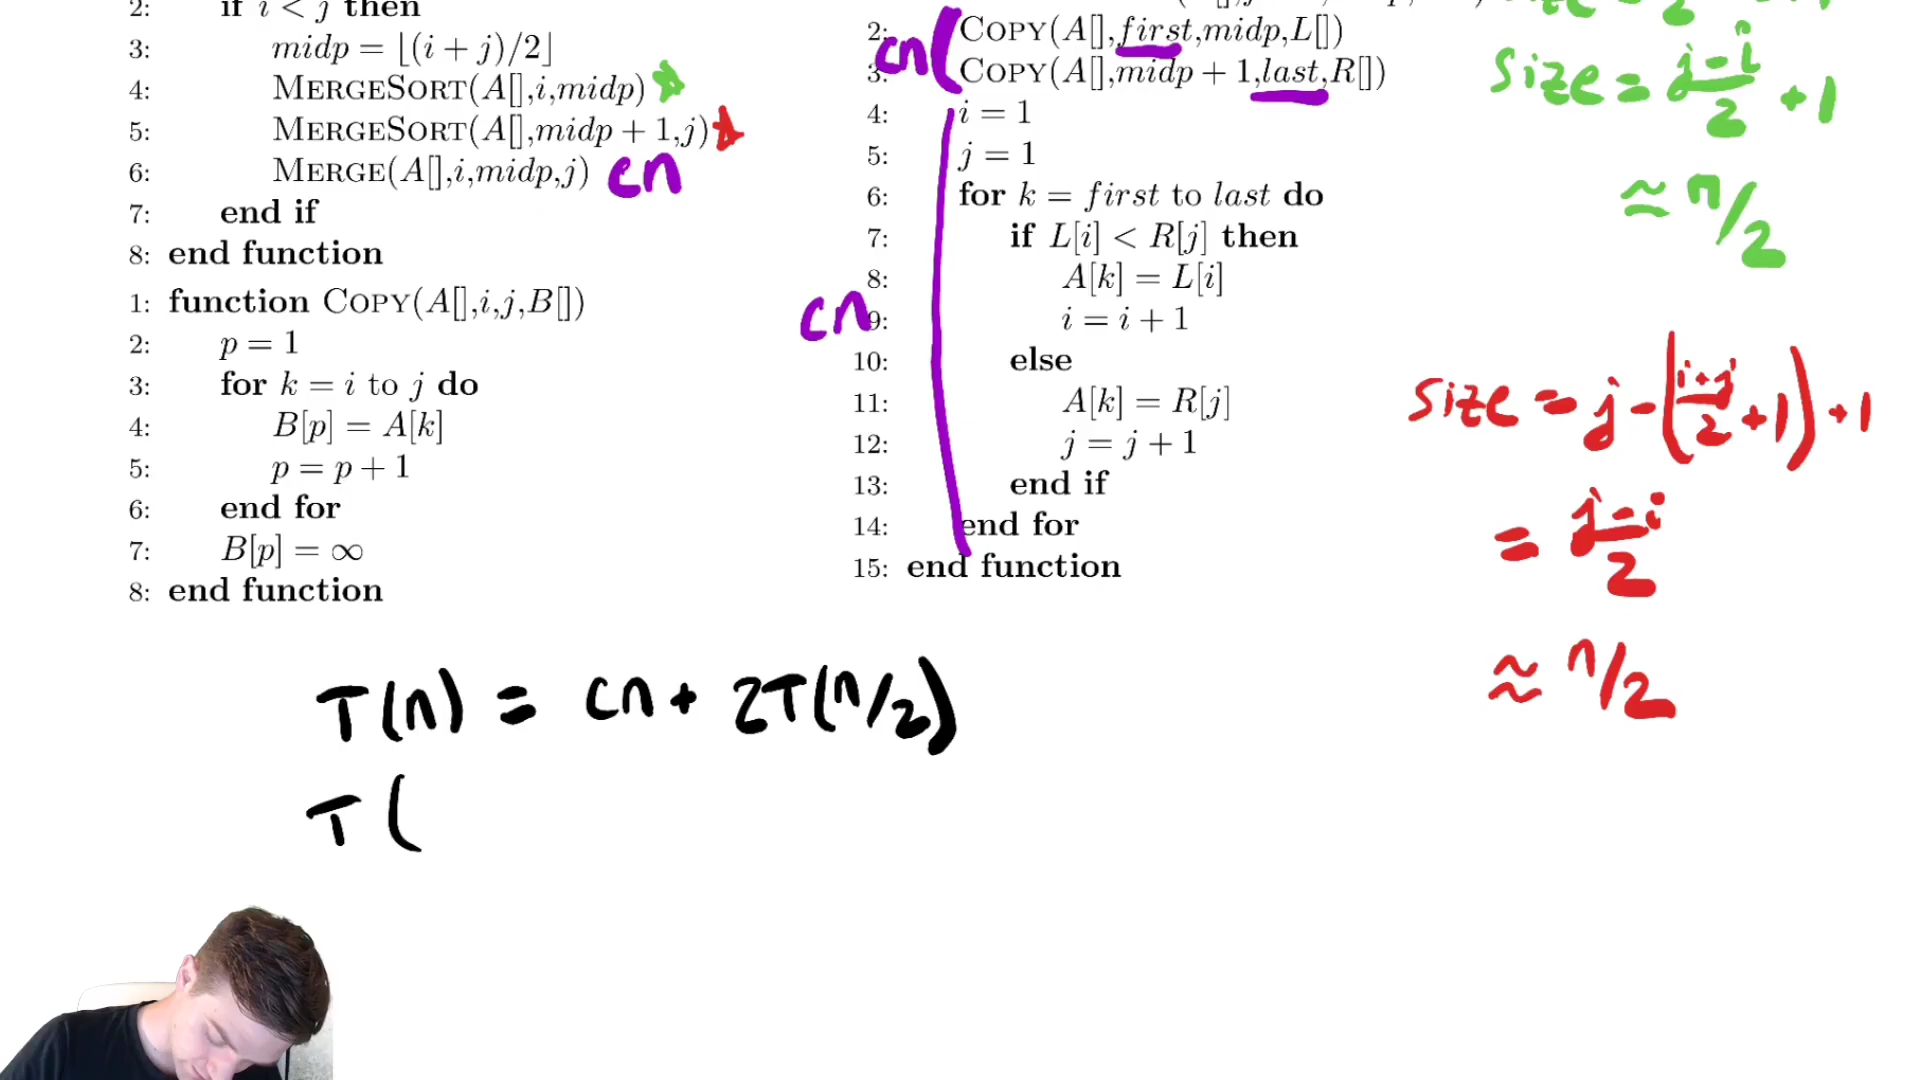 2: if i < j then
3: midp = ⌊(i + j)/2⌋
4: MERGESORT(A[],i,midp)
5: MERGESORT(A[],midp + 1,j)
6: MERGE(A[],i,midp,j) cn
7: end if
8: end function
1: function COPY(A[],i,j,B[])
2: p = 1
3: for k = i to j do
4: B[p] = A[k]
5: p = p + 1
6: end for
7: B[p] = ∞
8: end function
cn
2: COPY(A[],first,midp,L[])
3: COPY(A[],midp + 1,last,R[])
4: i = 1
5: j = 1
6: for k = first to last do
7: if L[i] < R[j] then
8: A[k] = L[i]
cn
9: i = i + 1
10: else
11: A[k] = R[j]
12: j = j + 1
13: end if
14: end for
15: end function
size = (j-i)/2 + 1
≈ n/2
size = j - ((i+j)/2 + 1) + 1
= (j-i)/2
≈ n/2
T(n) = cn + 2T(n/2)
T(